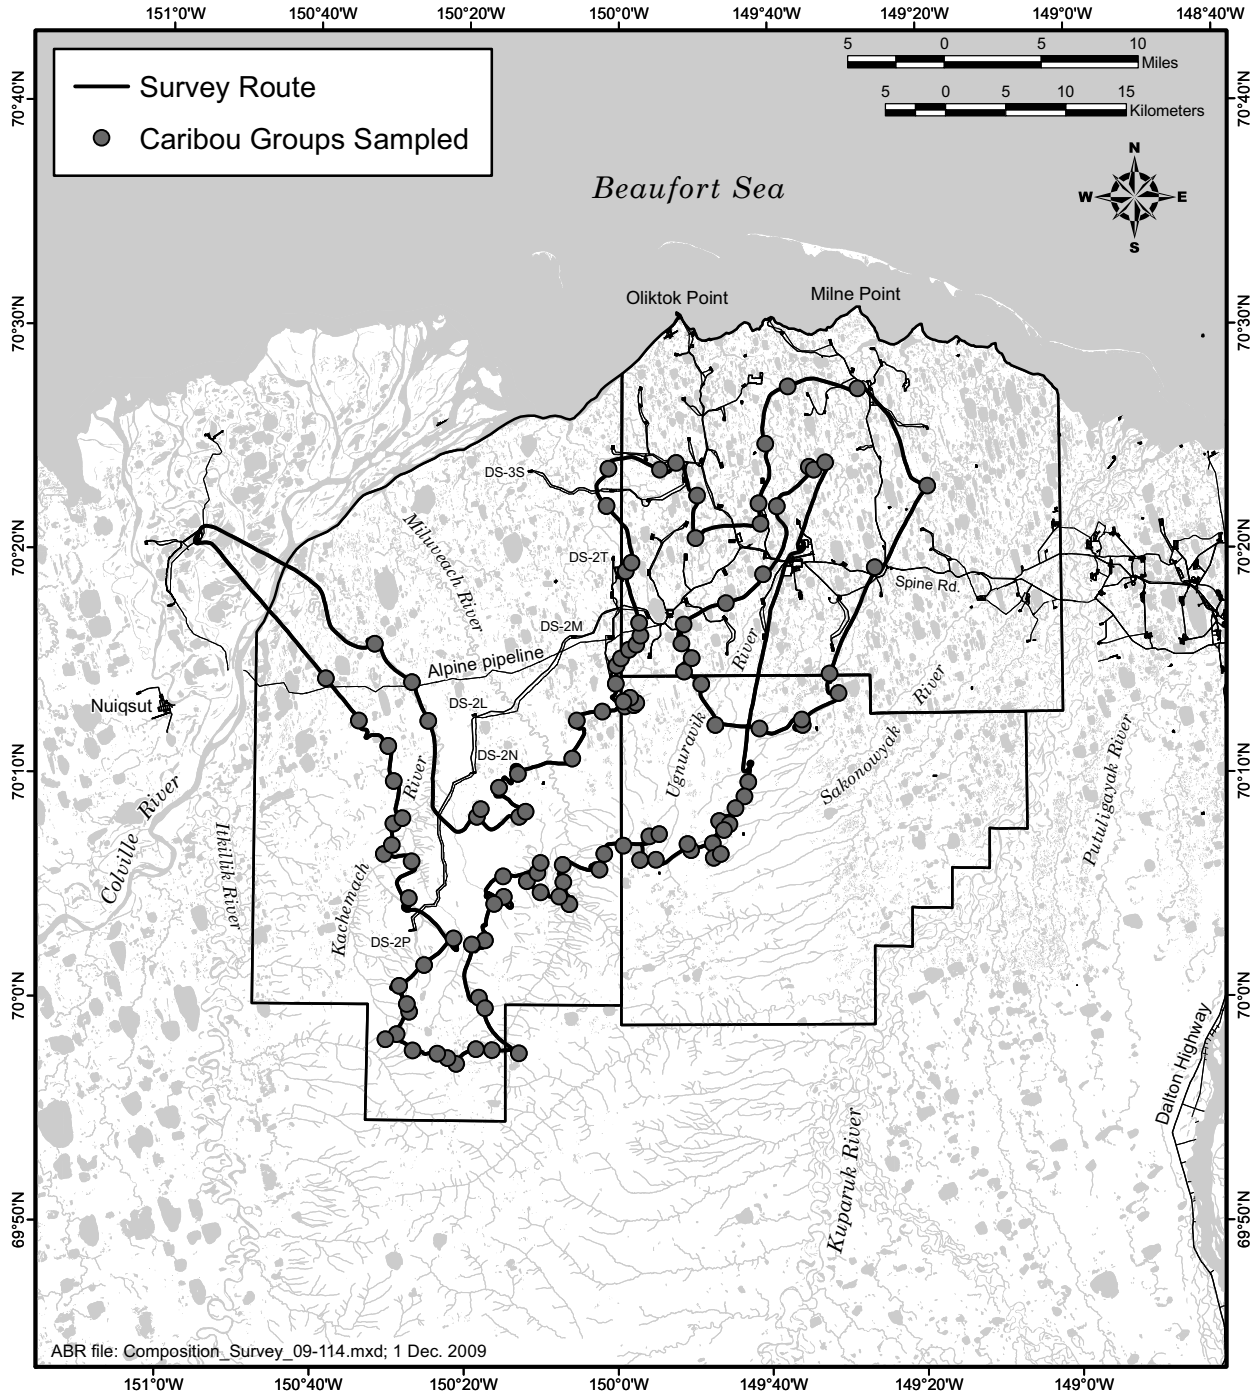 151°0'W 150°40'W 150°20'W 150°0'W 149°40'W 149°20'W 149°0'W 148°40'W
Survey Route
Caribou Groups Sampled
5 0 5 10
Miles
5 0 5 10 15
Kilometers
70°40'N
70°40'N
N
W E
S
Beaufort Sea
Oliktok Point
Milne Point
70°30'N
70°30'N
DS-3S
Miluveach River
70°20'N
70°20'N
DS-2T
Spine Rd.
DS-2M
Alpine pipeline
River
River
Nuiqsut
DS-2L
Ugnuravik
Sakonowyak
Putuligayak River
DS-2N
River
70°10'N
70°10'N
Colville River
Itkillik River
Kachemach
DS-2P
70°0'N
70°0'N
Dalton Highway
Kuparuk River
69°50'N
69°50'N
ABR file: Composition_Survey_09-114.mxd; 1 Dec. 2009
151°0'W 150°40'W 150°20'W 150°0'W 149°40'W 149°20'W 149°0'W